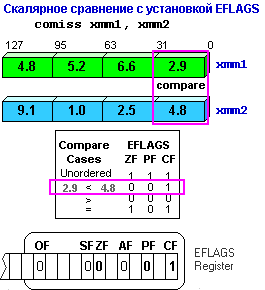 Скалярное сравнение с установкой EFLAGS
comiss xmm1, xmm2
127 95 63 31 0
4.8 5.2 6.6 2.9 xmm1
compare
9.1 1.0 2.5 4.8 xmm2
Compare EFLAGS
Cases ZF PF CF
Unordered 1 1 1
2.9 < 4.8 0 0 1
> 0 0 0
= 1 0 1
OF SF ZF AF PF CF
0 0 0 0 0 1
EFLAGS
Register